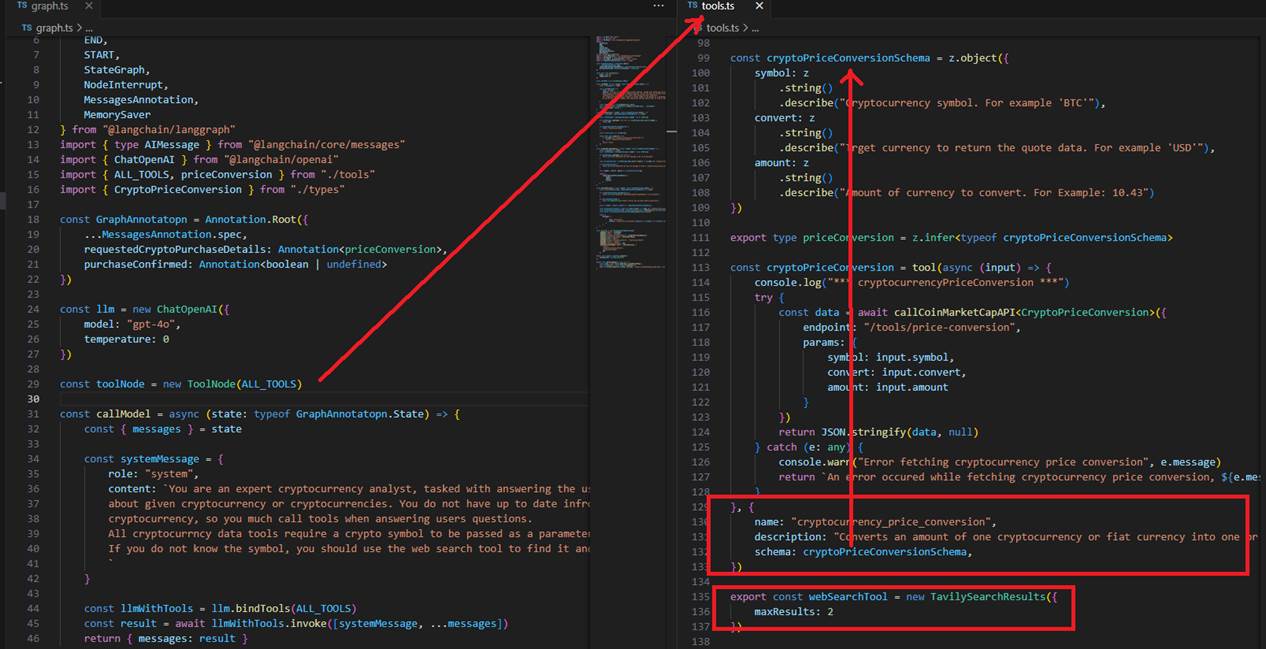 TS graph.ts ×
TS graph.ts > ...
6 END,
7 START,
8 StateGraph,
9 NodeInterrupt,
10 MessagesAnnotation,
11 MemorySaver
12 } from "@langchain/langgraph"
13 import { type AIMessage } from "@langchain/core/messages"
14 import { ChatOpenAI } from "@langchain/openai"
15 import { ALL_TOOLS, priceConversion } from "./tools"
16 import { CryptoPriceConversion } from "./types"
17
18 const GraphAnnotatopn = Annotation.Root({
19 ...MessagesAnnotation.spec,
20 requestedCryptoPurchaseDetails: Annotation<priceConversion>,
21 purchaseConfirmed: Annotation<boolean | undefined>
22 })
23
24 const llm = new ChatOpenAI({
25 model: "gpt-4o",
26 temperature: 0
27 })
28
29 const toolNode = new ToolNode(ALL_TOOLS)
30
31 const callModel = async (state: typeof GraphAnnotatopn.State) => {
32 const { messages } = state
33
34 const systemMessage = {
35 role: "system",
36 content: `You are an expert cryptocurrency analyst, tasked with answering the us
37 about given cryptocurrency or cryptocurrencies. You do not have up to date infro
38 cryptocurrency, so you much call tools when answering users questions.
39 All cryptocurrncy data tools require a crypto symbol to be passed as a parameter
40 If you do not know the symbol, you should use the web search tool to find it an
41 `
42 }
43
44 const llmWithTools = llm.bindTools(ALL_TOOLS)
45 const result = await llmWithTools.invoke([systemMessage, ...messages])
46 return { messages: result }
TS tools.ts ×
tools.ts > ...
98
99 const cryptoPriceConversionSchema = z.object({
100 symbol: z
101 .string()
102 .describe("Cryptocurrency symbol. For example 'BTC'"),
103 convert: z
104 .string()
105 .describe("Trget currency to return the quote data. For example 'USD'"),
106 amount: z
107 .string()
108 .describe("Amount of currency to convert. For Example: 10.43")
109 })
110
111 export type priceConversion = z.infer<typeof cryptoPriceConversionSchema>
112
113 const cryptoPriceConversion = tool(async (input) => {
114 console.log("*** cryptocurrencyPriceConversion ***")
115 try {
116 const data = await callCoinMarketCapAPI<CryptoPriceConversion>({
117 endpoint: "/tools/price-conversion",
118 params: {
119 symbol: input.symbol,
120 convert: input.convert,
121 amount: input.amount
122 }
123 })
124 return JSON.stringify(data, null)
125 } catch (e: any) {
126 console.warn("Error fetching cryptocurrency price conversion", e.message)
127 return `An error occured while fetching cryptocurrency price conversion, ${e.mes
128 }
129 }, {
130 name: "cryptocurrency_price_conversion",
131 description: "Converts an amount of one cryptocurrency or fiat currency into one or
132 schema: cryptoPriceConversionSchema,
133 })
134
135 export const webSearchTool = new TavilySearchResults({
136 maxResults: 2
137 })
138